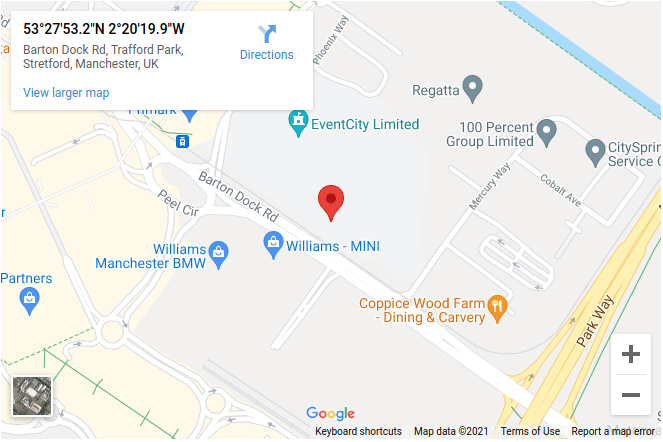 53°27'53.2"N 2°20'19.9"W
Barton Dock Rd, Trafford Park,
Stretford, Manchester, UK
Directions
View larger map
Primark
Phoenix Way
Regatta
EventCity Limited
100 Percent
Group Limited
CitySprin
Service C
Mercury Way
Cobalt Ave
Barton Dock Rd
Peel Cir
Williams
Manchester BMW
Williams - MINI
Partners
Coppice Wood Farm
- Dining & Carvery
Park Way
Google
Keyboard shortcuts
Map data ©2021
Terms of Use
Report a map error